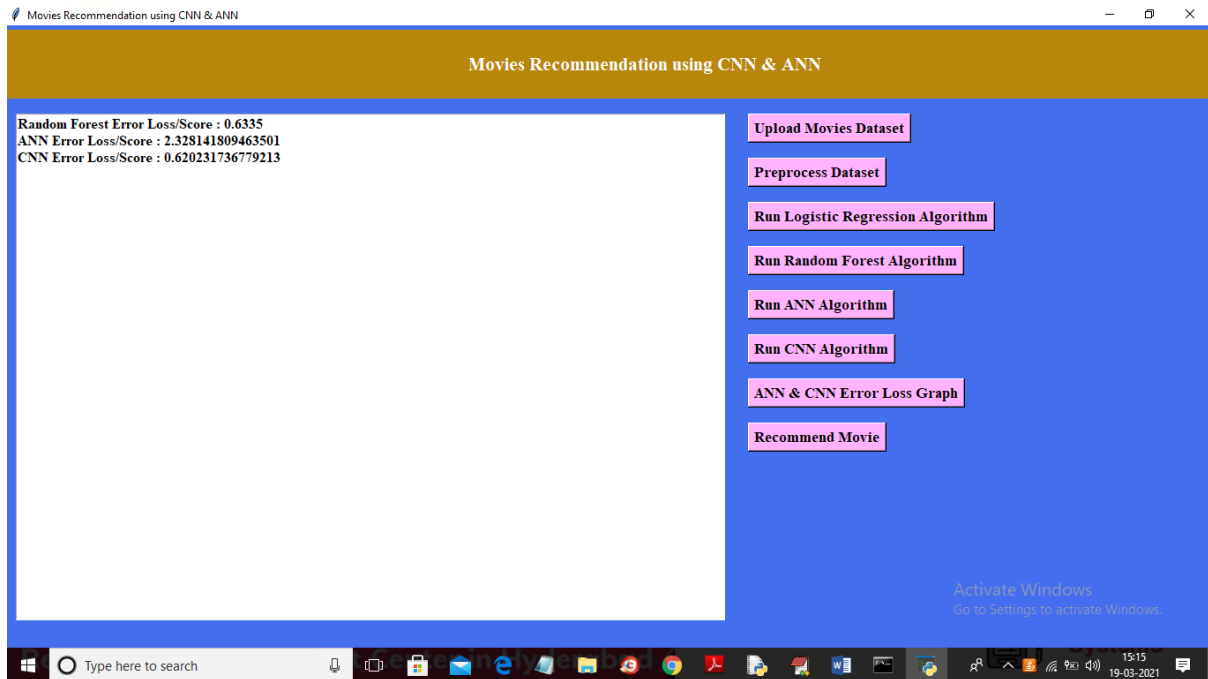 Movies Recommendation using CNN & ANN
Movies Recommendation using CNN & ANN
Random Forest Error Loss/Score : 0.6335
ANN Error Loss/Score : 2.328141809463501
CNN Error Loss/Score : 0.620231736779213
Upload Movies Dataset
Preprocess Dataset
Run Logistic Regression Algorithm
Run Random Forest Algorithm
Run ANN Algorithm
Run CNN Algorithm
ANN & CNN Error Loss Graph
Recommend Movie
Activate Windows
Go to Settings to activate Windows.
Type here to search
15:15
19-03-2021